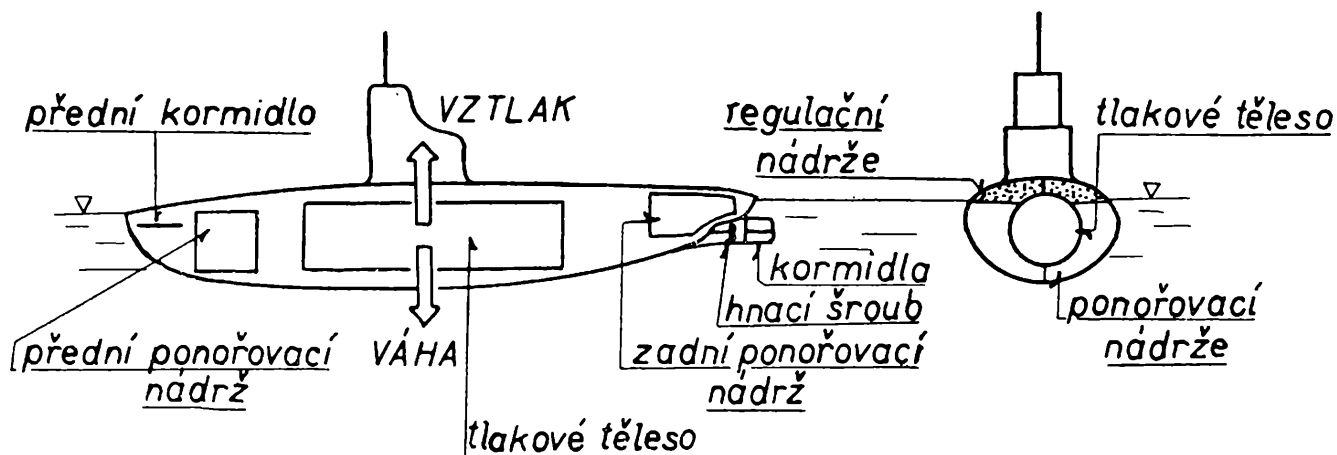 přední kormidlo
VZTLAK
regulační
nádrže
tlakové těleso
kormidla
hnací šroub
ponořovací
nádrže
přední ponořovací
nádrž
VÁHA
zadní ponořovací
nádrž
tlakové těleso